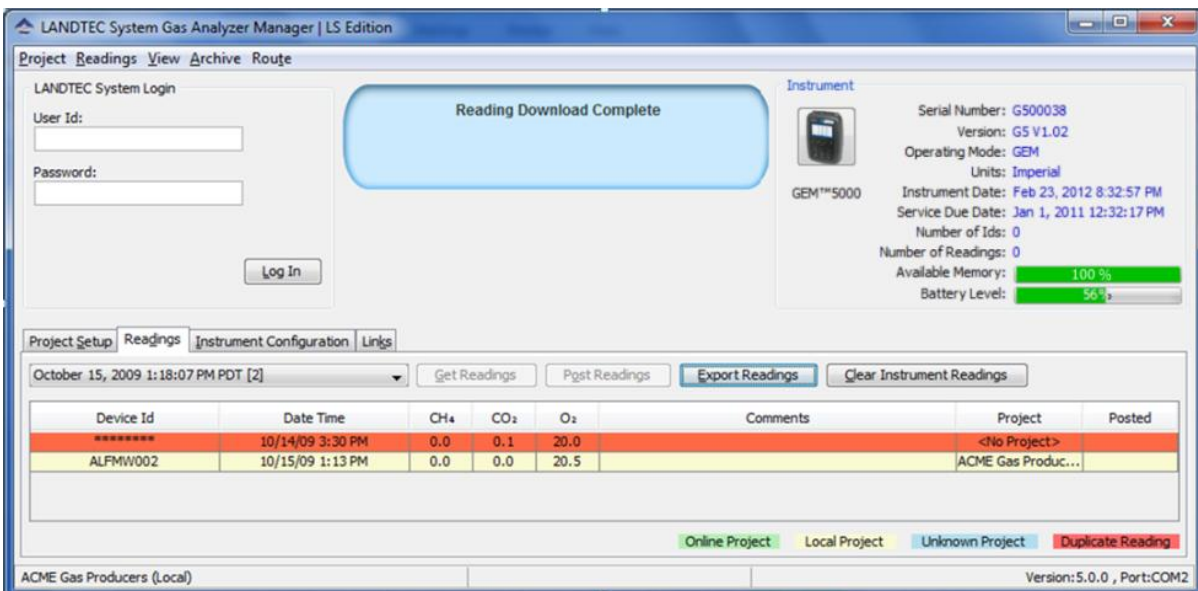 LANDTEC System Gas Analyzer Manager | LS Edition
Project Readings View Archive Route
LANDTEC System Login
User Id:
Password:
Log In
Reading Download Complete
Instrument
GEM™5000
Serial Number: G500038
Version: G5 V1.02
Operating Mode: GEM
Units: Imperial
Instrument Date: Feb 23, 2012 8:32:57 PM
Service Due Date: Jan 1, 2011 12:32:17 PM
Number of Ids: 0
Number of Readings: 0
Available Memory: 100 %
Battery Level: 56%
Project Setup Readings Instrument Configuration Links
October 15, 2009 1:18:07 PM PDT [2] Get Readings Post Readings Export Readings Clear Instrument Readings
Device Id Date Time CH₄ CO₂ O₂ Comments Project Posted
******** 10/14/09 3:30 PM 0.0 0.1 20.0 <No Project>
ALFMW002 10/15/09 1:13 PM 0.0 0.0 20.5 ACME Gas Produc...
Online Project Local Project Unknown Project Duplicate Reading
ACME Gas Producers (Local) Version:5.0.0 , Port:COM2